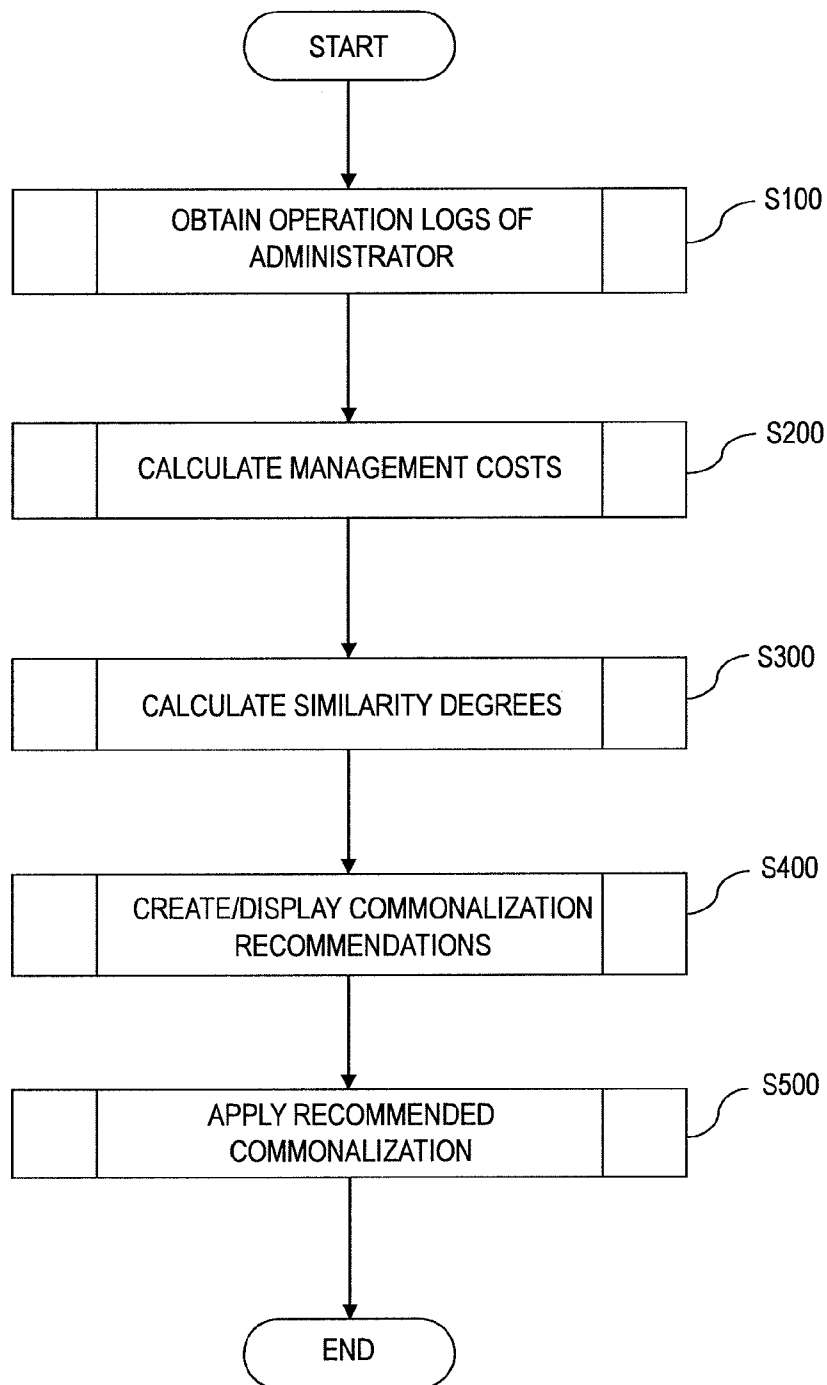 START
OBTAIN OPERATION LOGS OF
ADMINISTRATOR
S100
CALCULATE MANAGEMENT COSTS
S200
CALCULATE SIMILARITY DEGREES
S300
CREATE/DISPLAY COMMONALIZATION
RECOMMENDATIONS
S400
APPLY RECOMMENDED
COMMONALIZATION
S500
END